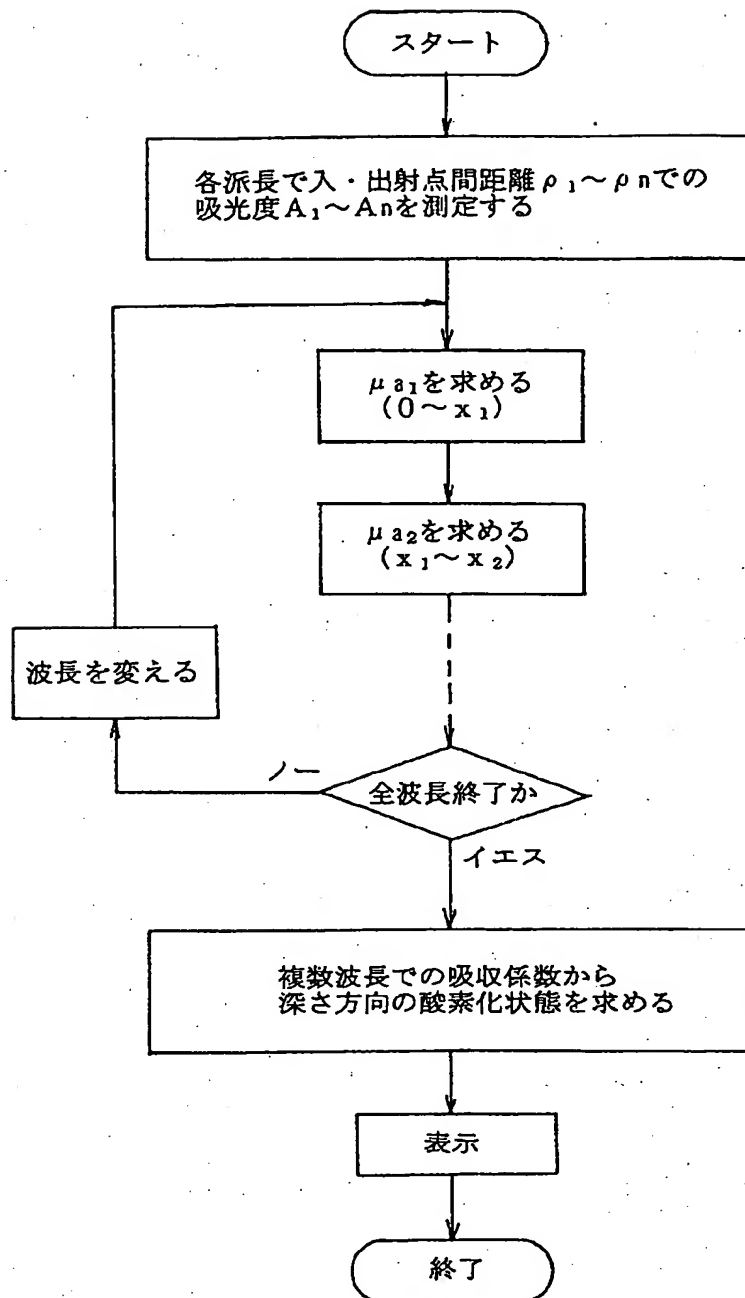 スタート
各派長で入・出射点間距離ρ₁～ρnでの
吸光度A₁～Anを測定する
μa₁を求める
(0～x₁)
μa₂を求める
(x₁～x₂)
波長を変える
ノー
全波長終了か
イエス
複数波長での吸収係数から
深さ方向の酸素化状態を求める
表示
終了